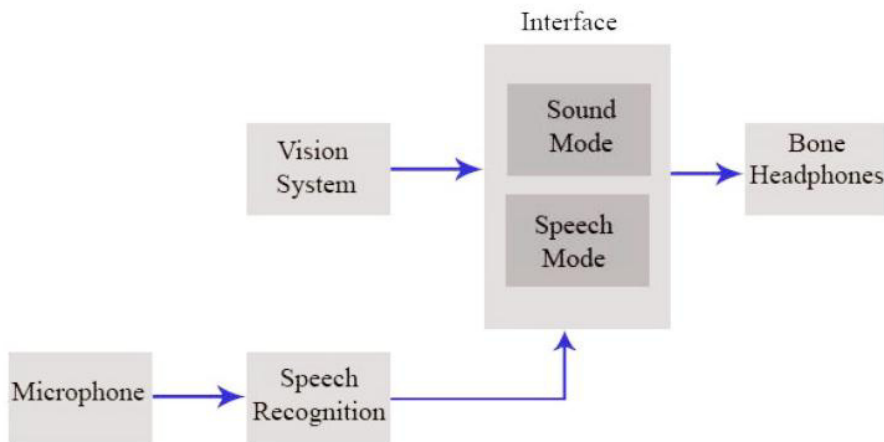 Interface
Sound
Mode
Vision
System
Bone
Headphones
Speech
Mode
Microphone
Speech
Recognition